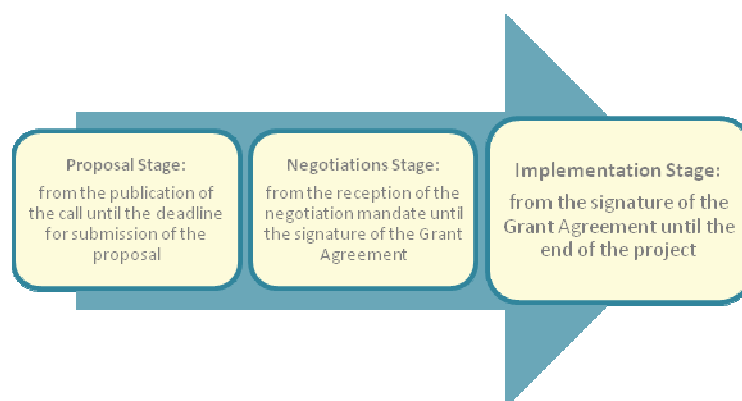 Proposal Stage:
from the publication of
the call until the deadline
for submission of the
proposal
Negotiations Stage:
from the reception of the
negotiation mandate until
the signature of the Grant
Agreement
Implementation Stage:
from the signature of the
Grant Agreement until the
end of the project